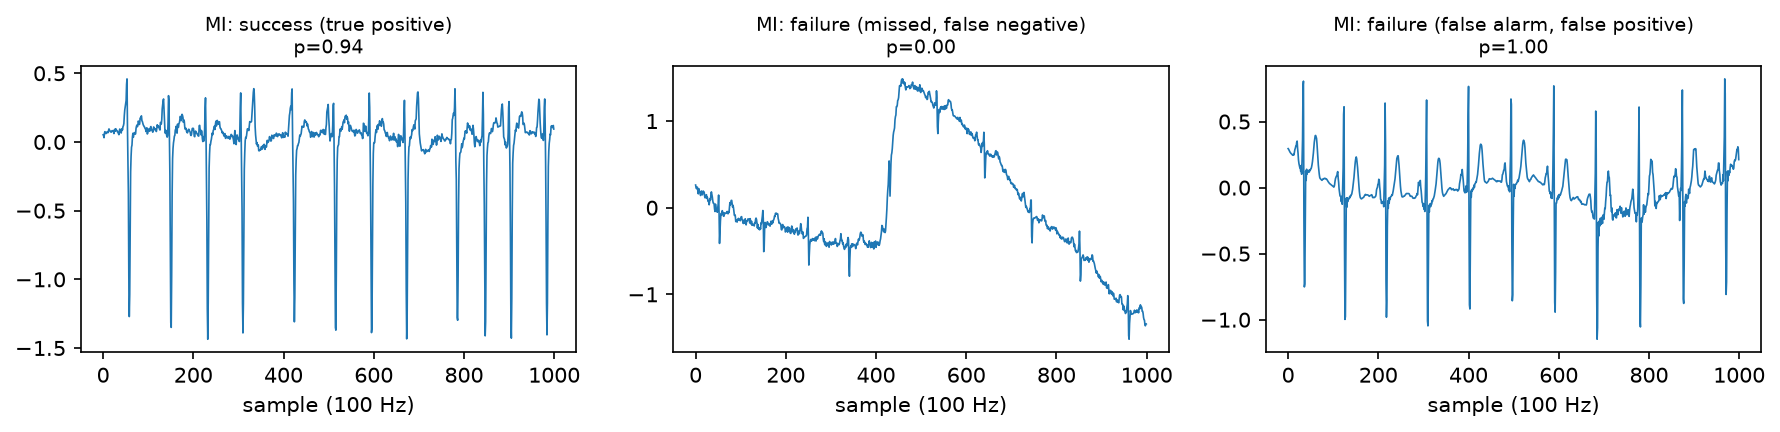 MI: success (true positive)
p=0.94
0.5
0.0
−0.5
−1.0
−1.5
0 200 400 600 800 1000
sample (100 Hz)
MI: failure (missed, false negative)
p=0.00
1
0
−1
0 200 400 600 800 1000
sample (100 Hz)
MI: failure (false alarm, false positive)
p=1.00
0.5
0.0
−0.5
−1.0
0 200 400 600 800 1000
sample (100 Hz)